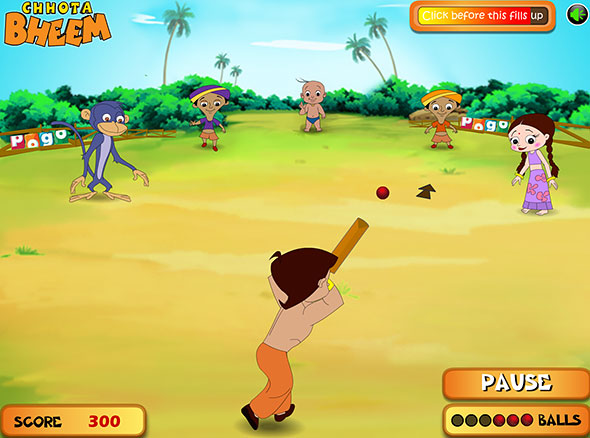 CHHOTA
BHEEM
Click before this fills up
Pogo
Pogo
PAUSE
SCORE 300
BALLS